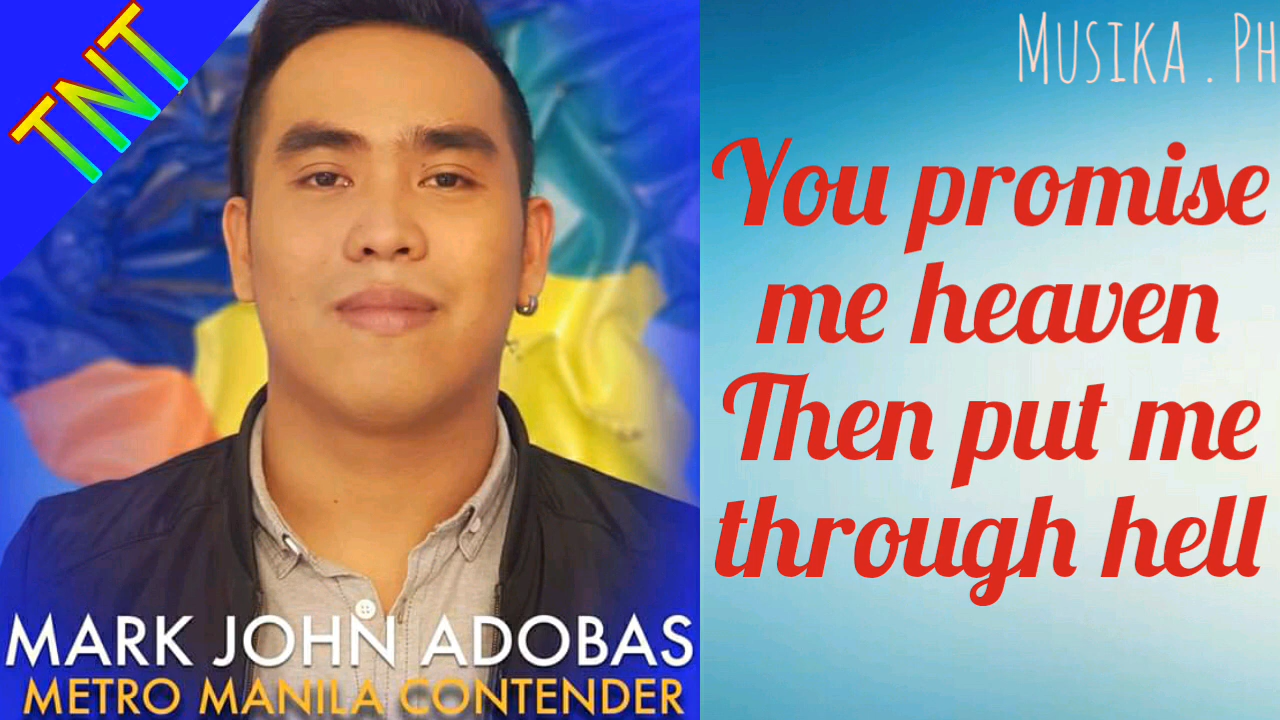 TNT
MARK JOHN ADOBAS
METRO MANILA CONTENDER
MUSIKA . PH
You promise
me heaven
Then put me
through hell